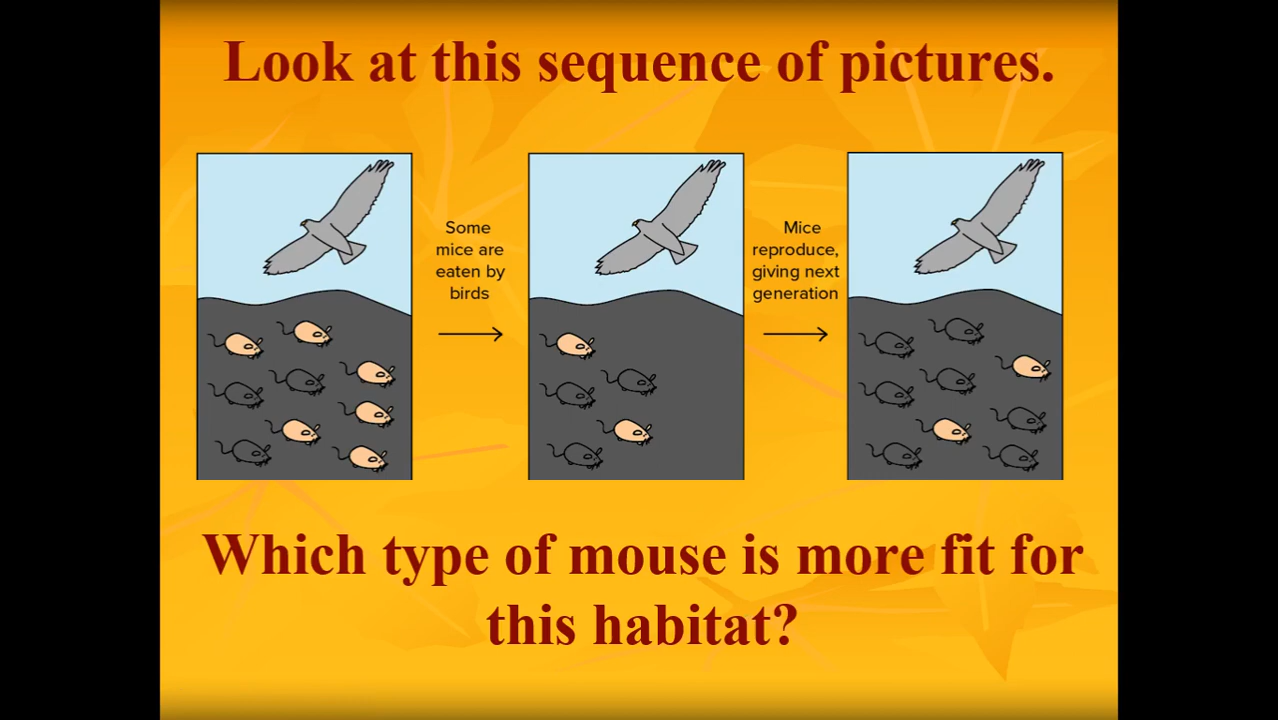 Look at this sequence of pictures.
Some
mice are
eaten by
birds
Mice
reproduce,
giving next
generation
Which type of mouse is more fit for
this habitat?